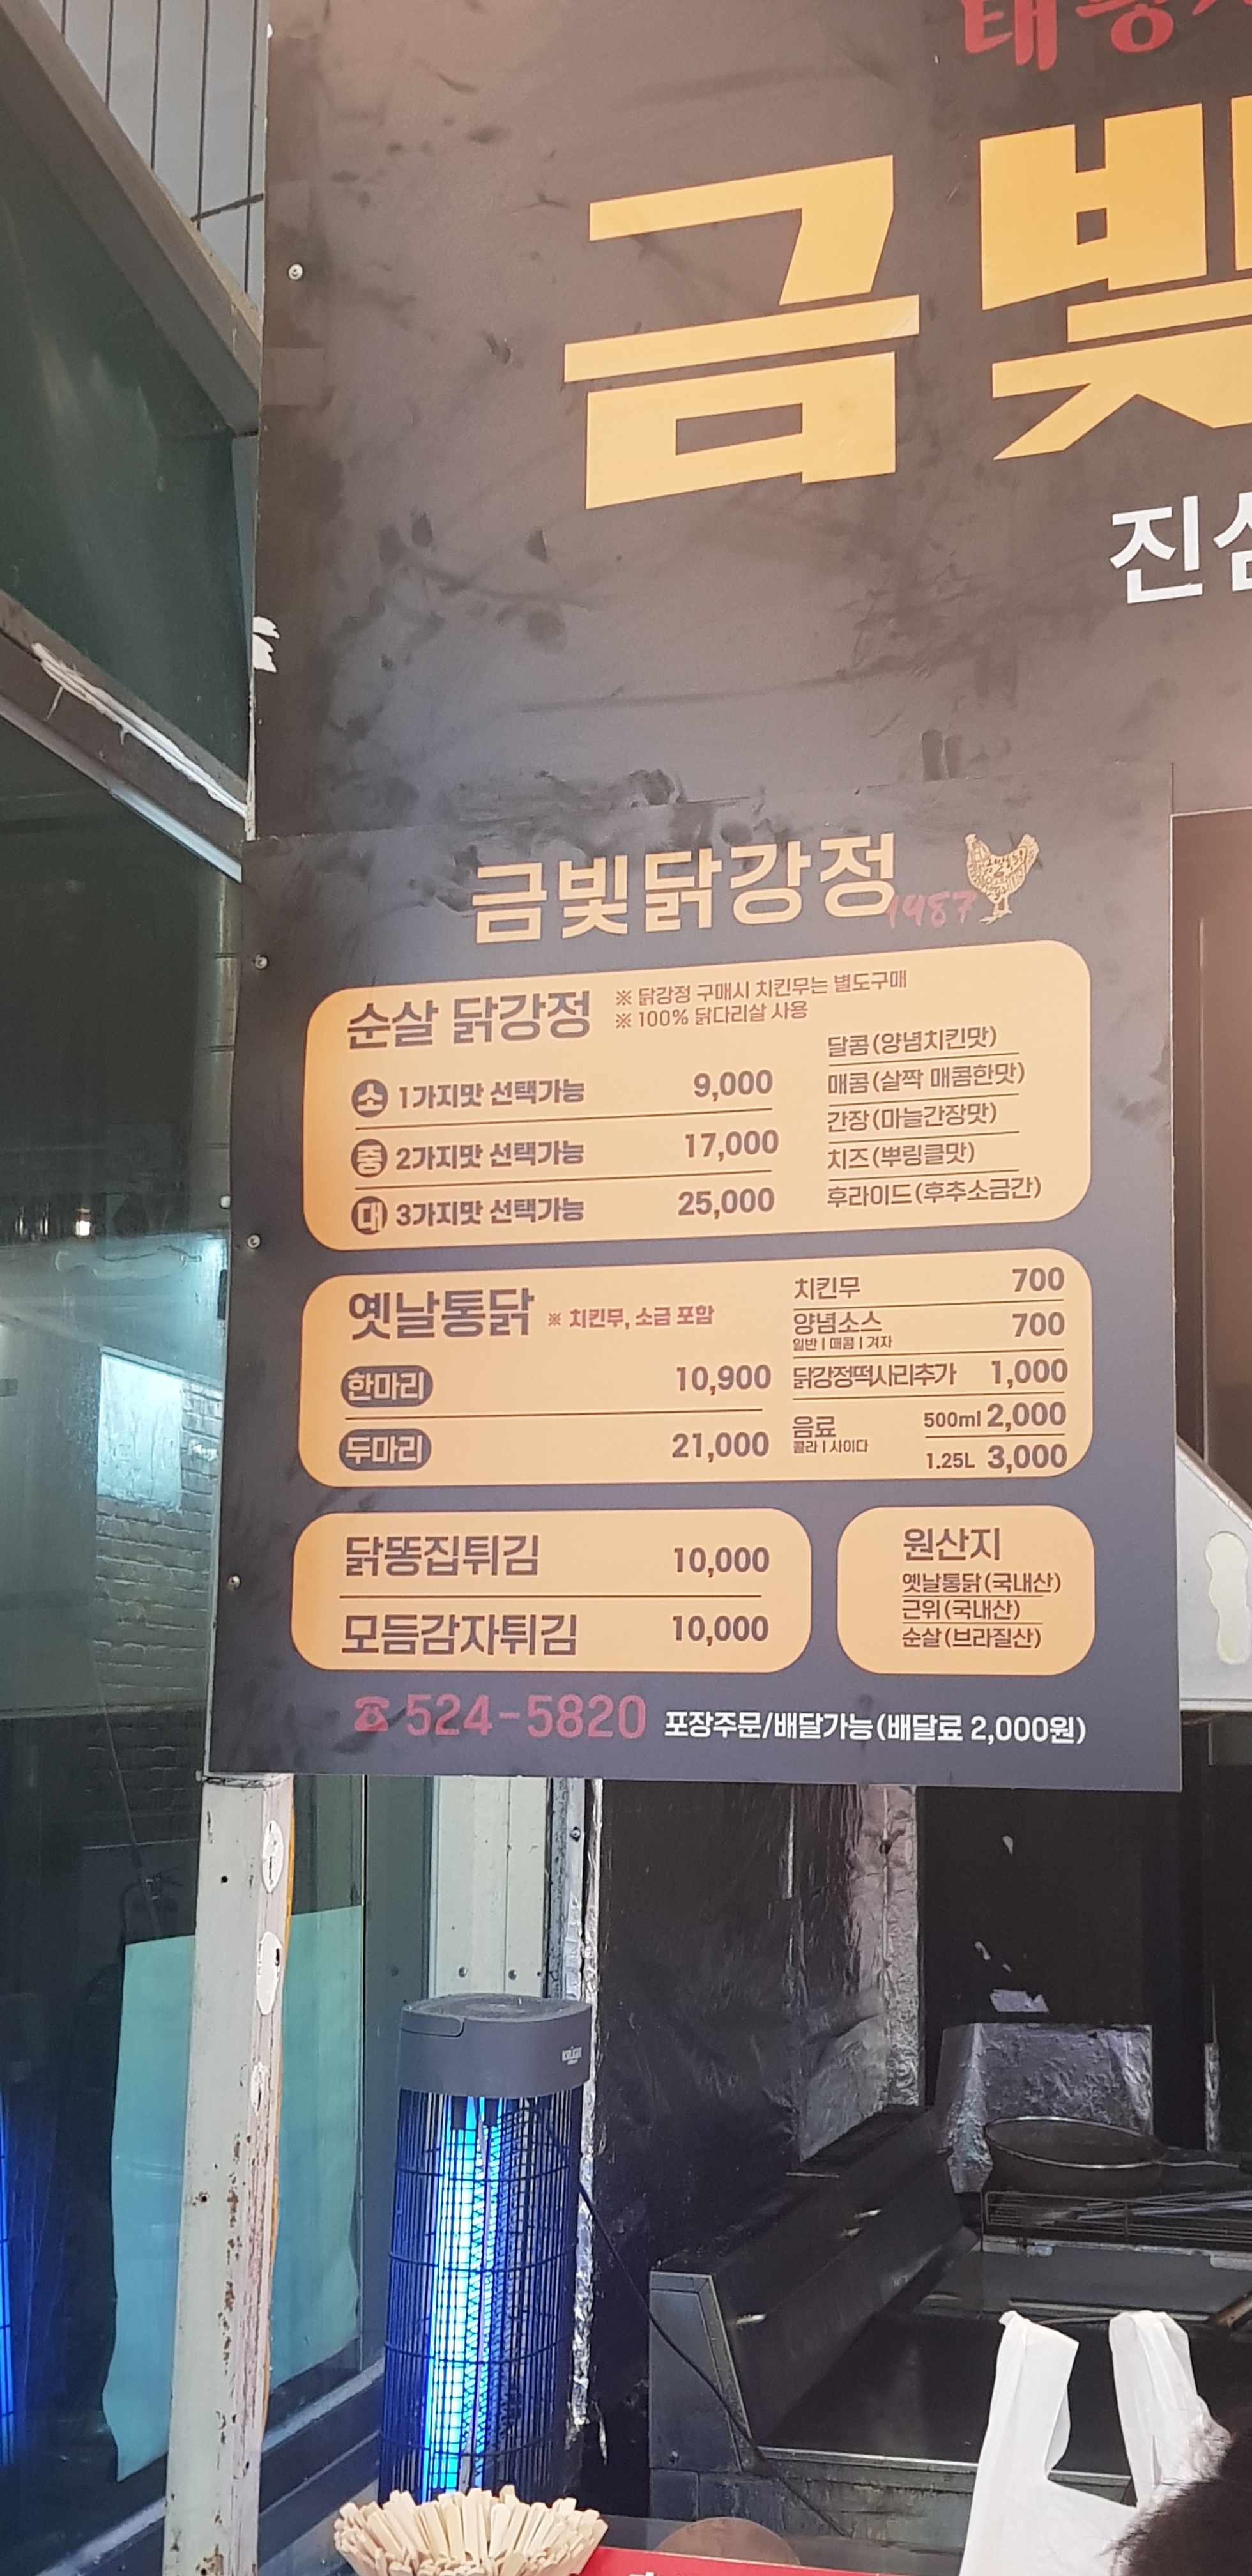 금빛
금빛닭강정
1987
순살 닭강정
※ 닭강정 구매시 치킨무는 별도구매
※ 100% 닭다리살 사용
소 1가지맛 선택가능 9,000
중 2가지맛 선택가능 17,000
대 3가지맛 선택가능 25,000
달콤(양념치킨맛)
매콤(살짝 매콤한맛)
간장(마늘간장맛)
치즈(뿌링클맛)
후라이드(후추소금간)
옛날통닭 ※ 치킨무, 소금 포함
한마리 10,900
두마리 21,000
치킨무 700
양념소스 700
일반 | 매콤 | 겨자
닭강정떡사리추가 1,000
음료 500ml 2,000
콜라 | 사이다
1.25L 3,000
닭똥집튀김 10,000
모듬감자튀김 10,000
원산지
옛날통닭(국내산)
근위(국내산)
순살(브라질산)
☎ 524-5820 포장주문/배달가능(배달료 2,000원)